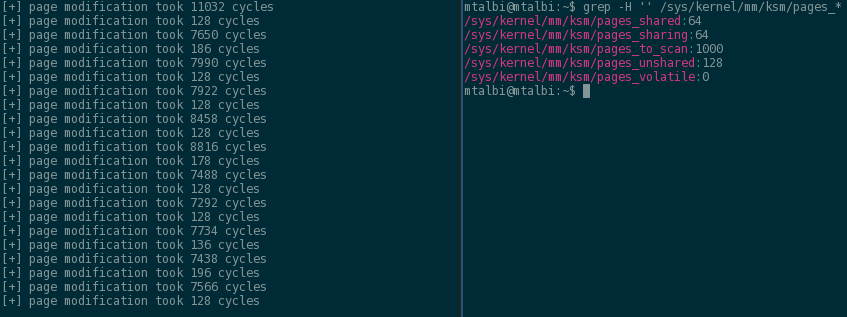 [+] page modification took 11032 cycles
[+] page modification took 128 cycles
[+] page modification took 7650 cycles
[+] page modification took 186 cycles
[+] page modification took 7990 cycles
[+] page modification took 128 cycles
[+] page modification took 7922 cycles
[+] page modification took 128 cycles
[+] page modification took 8458 cycles
[+] page modification took 128 cycles
[+] page modification took 8816 cycles
[+] page modification took 178 cycles
[+] page modification took 7488 cycles
[+] page modification took 128 cycles
[+] page modification took 7292 cycles
[+] page modification took 128 cycles
[+] page modification took 7734 cycles
[+] page modification took 136 cycles
[+] page modification took 7438 cycles
[+] page modification took 196 cycles
[+] page modification took 7566 cycles
[+] page modification took 128 cycles
mtalbi@mtalbi:~$ grep -H '' /sys/kernel/mm/ksm/pages_*
/sys/kernel/mm/ksm/pages_shared:64
/sys/kernel/mm/ksm/pages_sharing:64
/sys/kernel/mm/ksm/pages_to_scan:1000
/sys/kernel/mm/ksm/pages_unshared:128
/sys/kernel/mm/ksm/pages_volatile:0
mtalbi@mtalbi:~$